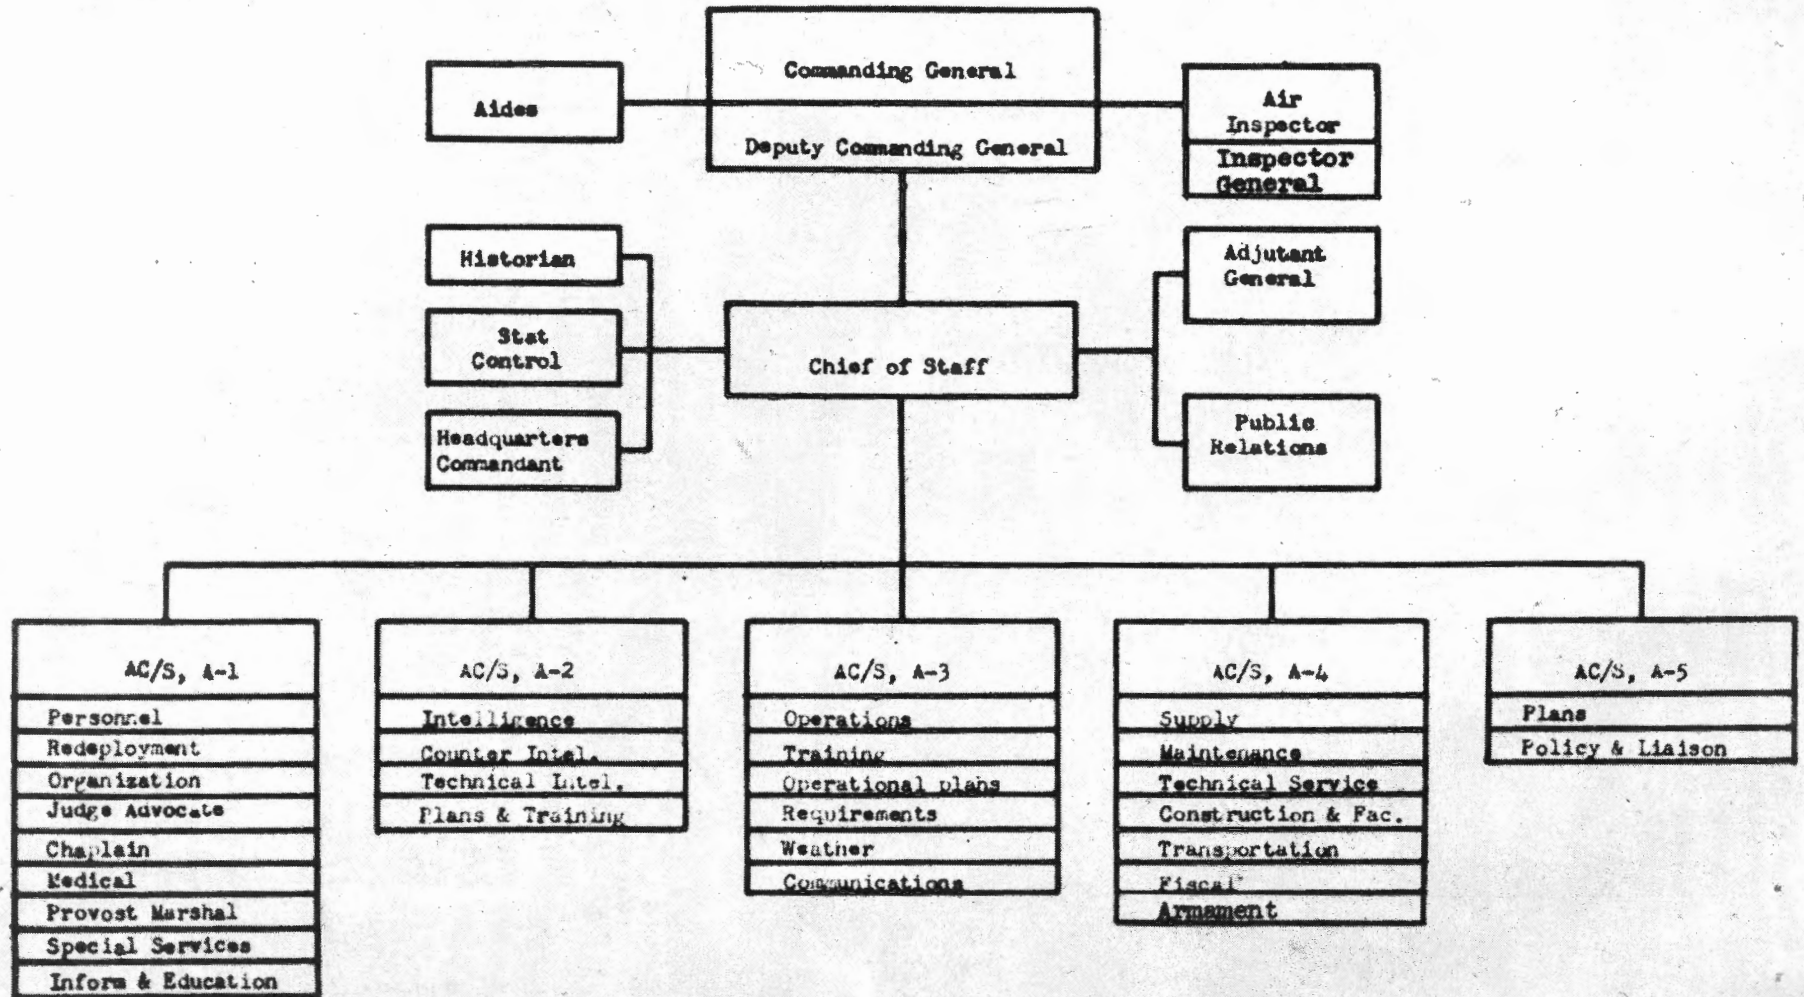 Commanding General
Deputy Commanding General
Aides
Air
Inspector
Inspector
General
Historian
Stat
Control
Headquarters
Commandant
Chief of Staff
Adjutant
General
Public
Relations
AC/S, A-1
Personnel
Redeployment
Organization
Judge Advocate
Chaplain
Medical
Provost Marshal
Special Services
Inform & Education
AC/S, A-2
Intelligence
Counter Intel.
Technical Intel.
Plans & Training
AC/S, A-3
Operations
Training
Operational plans
Requirements
Weather
Communications
AC/S, A-4
Supply
Maintenance
Technical Service
Construction & Fac.
Transportation
Fiscal
Armament
AC/S, A-5
Plans
Policy & Liaison